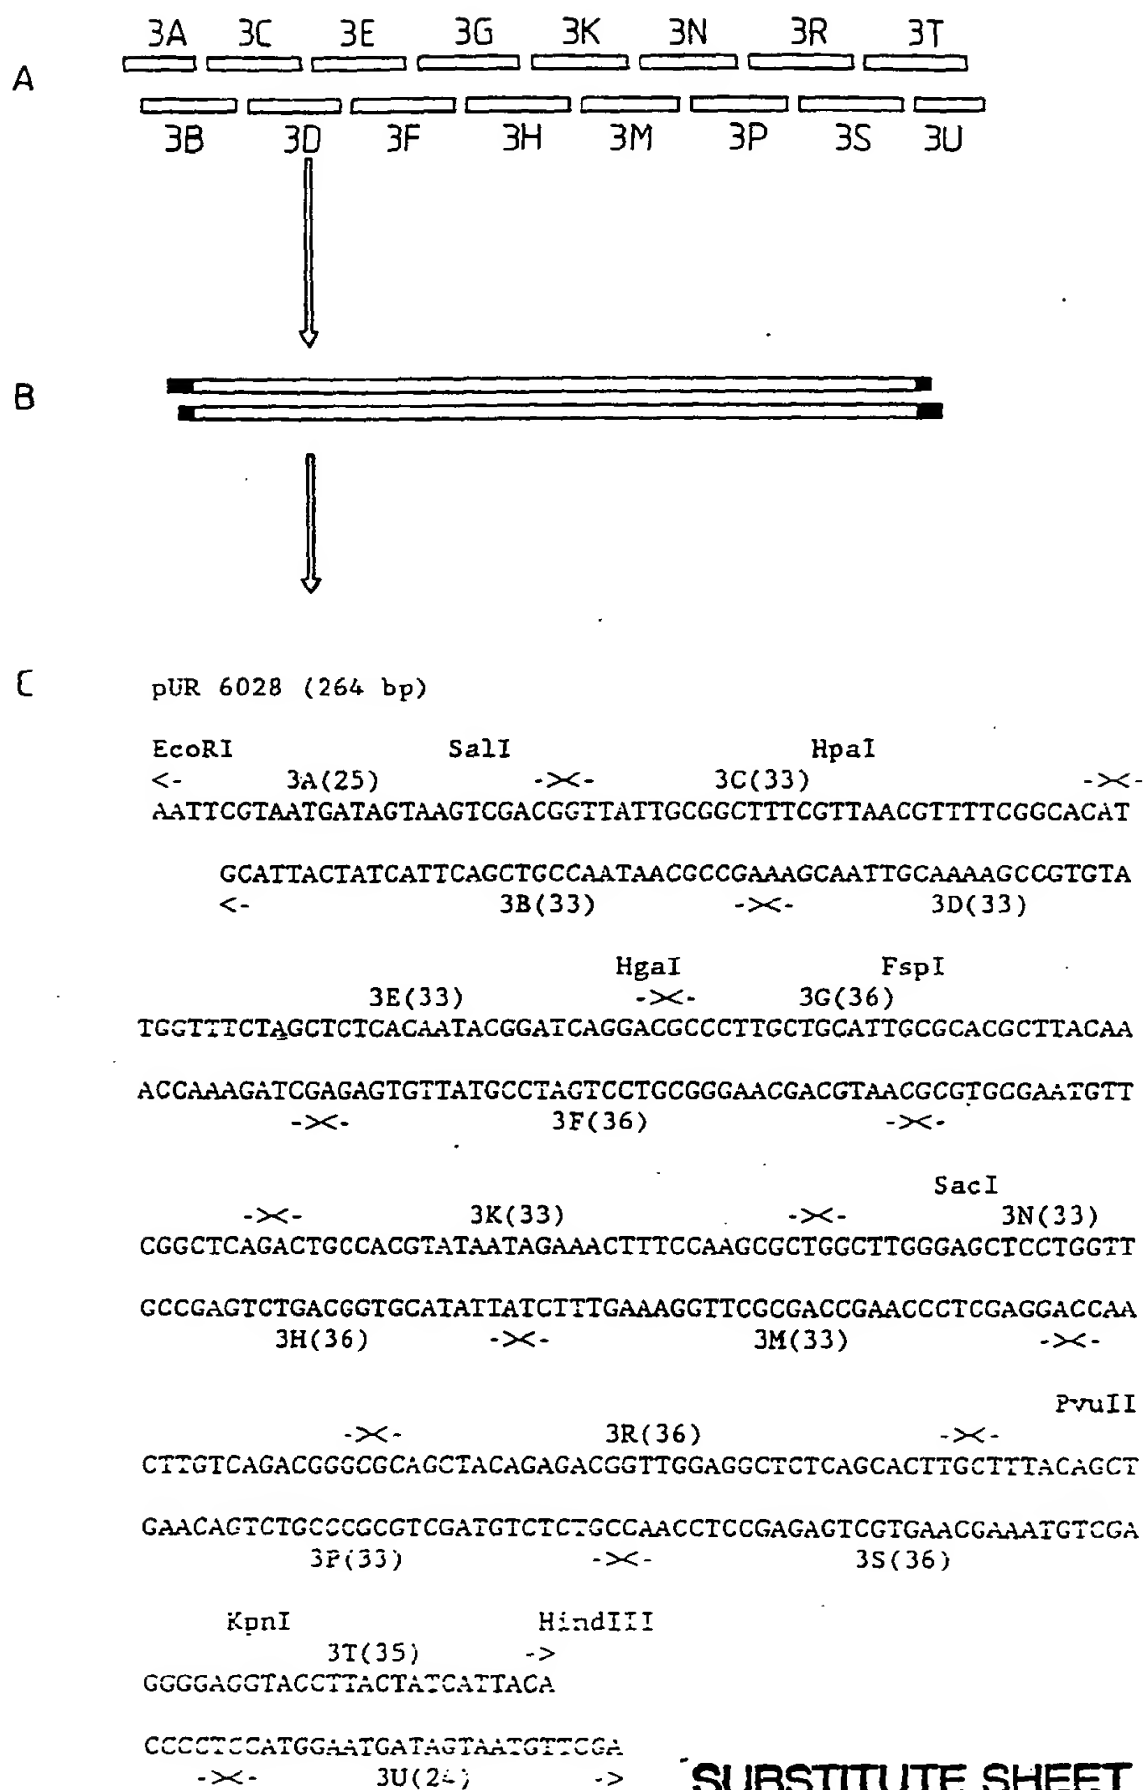 3A 3C 3E 3G 3K 3N 3R 3T
A
3B 3D 3F 3H 3M 3P 3S 3U
B
C pUR 6028 (264 bp)
EcoRI SalI HpaI
<- 3A(25) -><- 3C(33) -><-
AATTCGTAATGATAGTAAGTCGACGGTTATTGCGGCTTTCGTTAACGTTTTCGGCACAT
GCATTACTATCATTCAGCTGCCAATAACGCCGAAAGCAATTGCAAAAGCCGTGTA
<- 3B(33) -><- 3D(33)
HgaI FspI
3E(33) -><- 3G(36)
TGGTTTCTAGCTCTCACAATACGGATCAGGACGCCCTTGCTGCATTGCGCACGCTTACAA
ACCAAAGATCGAGAGTGTTATGCCTAGTCCTGCGGGAACGACGTAACGCGTGCGAATGTT
-><- 3F(36) -><-
SacI
-><- 3K(33) -><- 3N(33)
CGGCTCAGACTGCCACGTATAATAGAAACTTTCCAAGCGCTGGCTTGGGAGCTCCTGGTT
GCCGAGTCTGACGGTGCATATTATCTTTGAAAGGTTCGCGACCGAACCCTCGAGGACCAA
3H(36) -><- 3M(33) -><-
PvuII
-><- 3R(36) -><-
CTTGTCAGACGGGCGCAGCTACAGAGACGGTTGGAGGCTCTCAGCACTTGCTTTACAGCT
GAACAGTCTGCCCGCGTCGATGTCTCTGCCAACCTCCGAGAGTCGTGAACGAAATGTCGA
3P(33) -><- 3S(36)
KpnI HindIII
3T(35) ->
GGGGAGGTACCTTACTATCATTACA
CCCCTCCATGGAATGATAGTAATGTTCGA
-><- 3U(24) ->
SUBSTITUTE SHEET